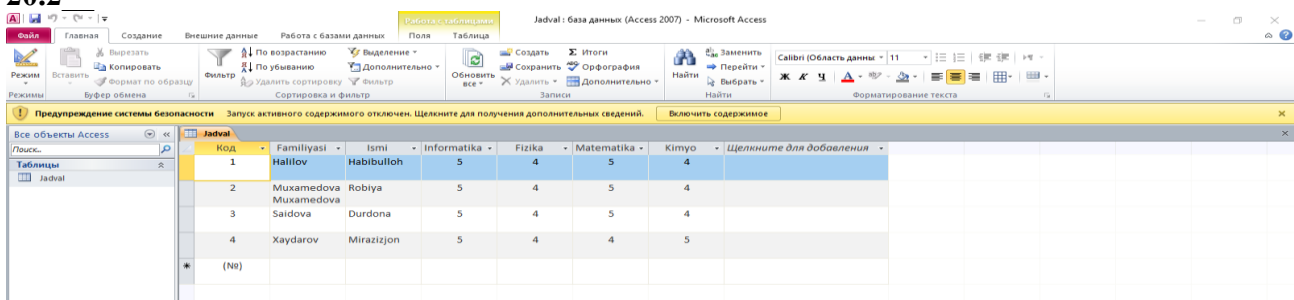 20.2__
Работа с таблицами
Jadval : база данных (Access 2007) - Microsoft Access
Файл Главная Создание Внешние данные Работа с базами данных Поля Таблица
Вырезать По возрастанию Выделение Создать Итоги Заменить Calibri (Область данны 11
Копировать По убыванию Дополнительно Сохранить Орфография Перейти
Режим Вставить Формат по образцу Фильтр Удалить сортировку Фильтр Обновить все Удалить Дополнительно Найти Выбрать Ж К Ч А
Режимы Буфер обмена Сортировка и фильтр Записи Найти Форматирование текста
Предупреждение системы безопасности Запуск активного содержимого отключен. Щелкните для получения дополнительных сведений. Включить содержимое
Все объекты Access Jadval
Поиск... Код Familiyasi Ismi Informatika Fizika Matematika Kimyo Щелкните для добавления
Таблицы 1 Halilov Habibulloh 5 4 5 4
Jadval
2 Muxamedova Robiya 5 4 5 4
Muxamedova
3 Saidova Durdona 5 4 5 4
4 Xaydarov Mirazizjon 5 4 4 5
(№)